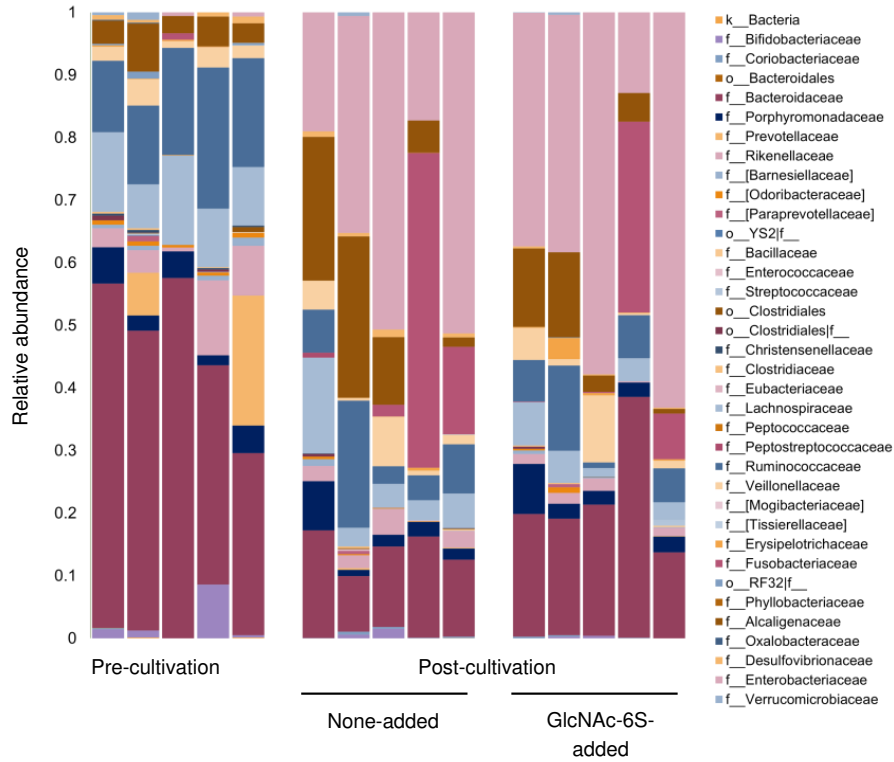 Relative abundance
1
0.9
0.8
0.7
0.6
0.5
0.4
0.3
0.2
0.1
0
Pre-cultivation
Post-cultivation
None-added
GlcNAc-6S-
added
k__Bacteria
f__Bifidobacteriaceae
f__Coriobacteriaceae
o__Bacteroidales
f__Bacteroidaceae
f__Porphyromonadaceae
f__Prevotellaceae
f__Rikenellaceae
f__[Barnesiellaceae]
f__[Odoribacteraceae]
f__[Paraprevotellaceae]
o__YS2|f__
f__Bacillaceae
f__Enterococcaceae
f__Streptococcaceae
o__Clostridiales
o__Clostridiales|f__
f__Christensenellaceae
f__Clostridiaceae
f__Eubacteriaceae
f__Lachnospiraceae
f__Peptococcaceae
f__Peptostreptococcaceae
f__Ruminococcaceae
f__Veillonellaceae
f__[Mogibacteriaceae]
f__[Tissierellaceae]
f__Erysipelotrichaceae
f__Fusobacteriaceae
o__RF32|f__
f__Phyllobacteriaceae
f__Alcaligenaceae
f__Oxalobacteraceae
f__Desulfovibrionaceae
f__Enterobacteriaceae
f__Verrucomicrobiaceae